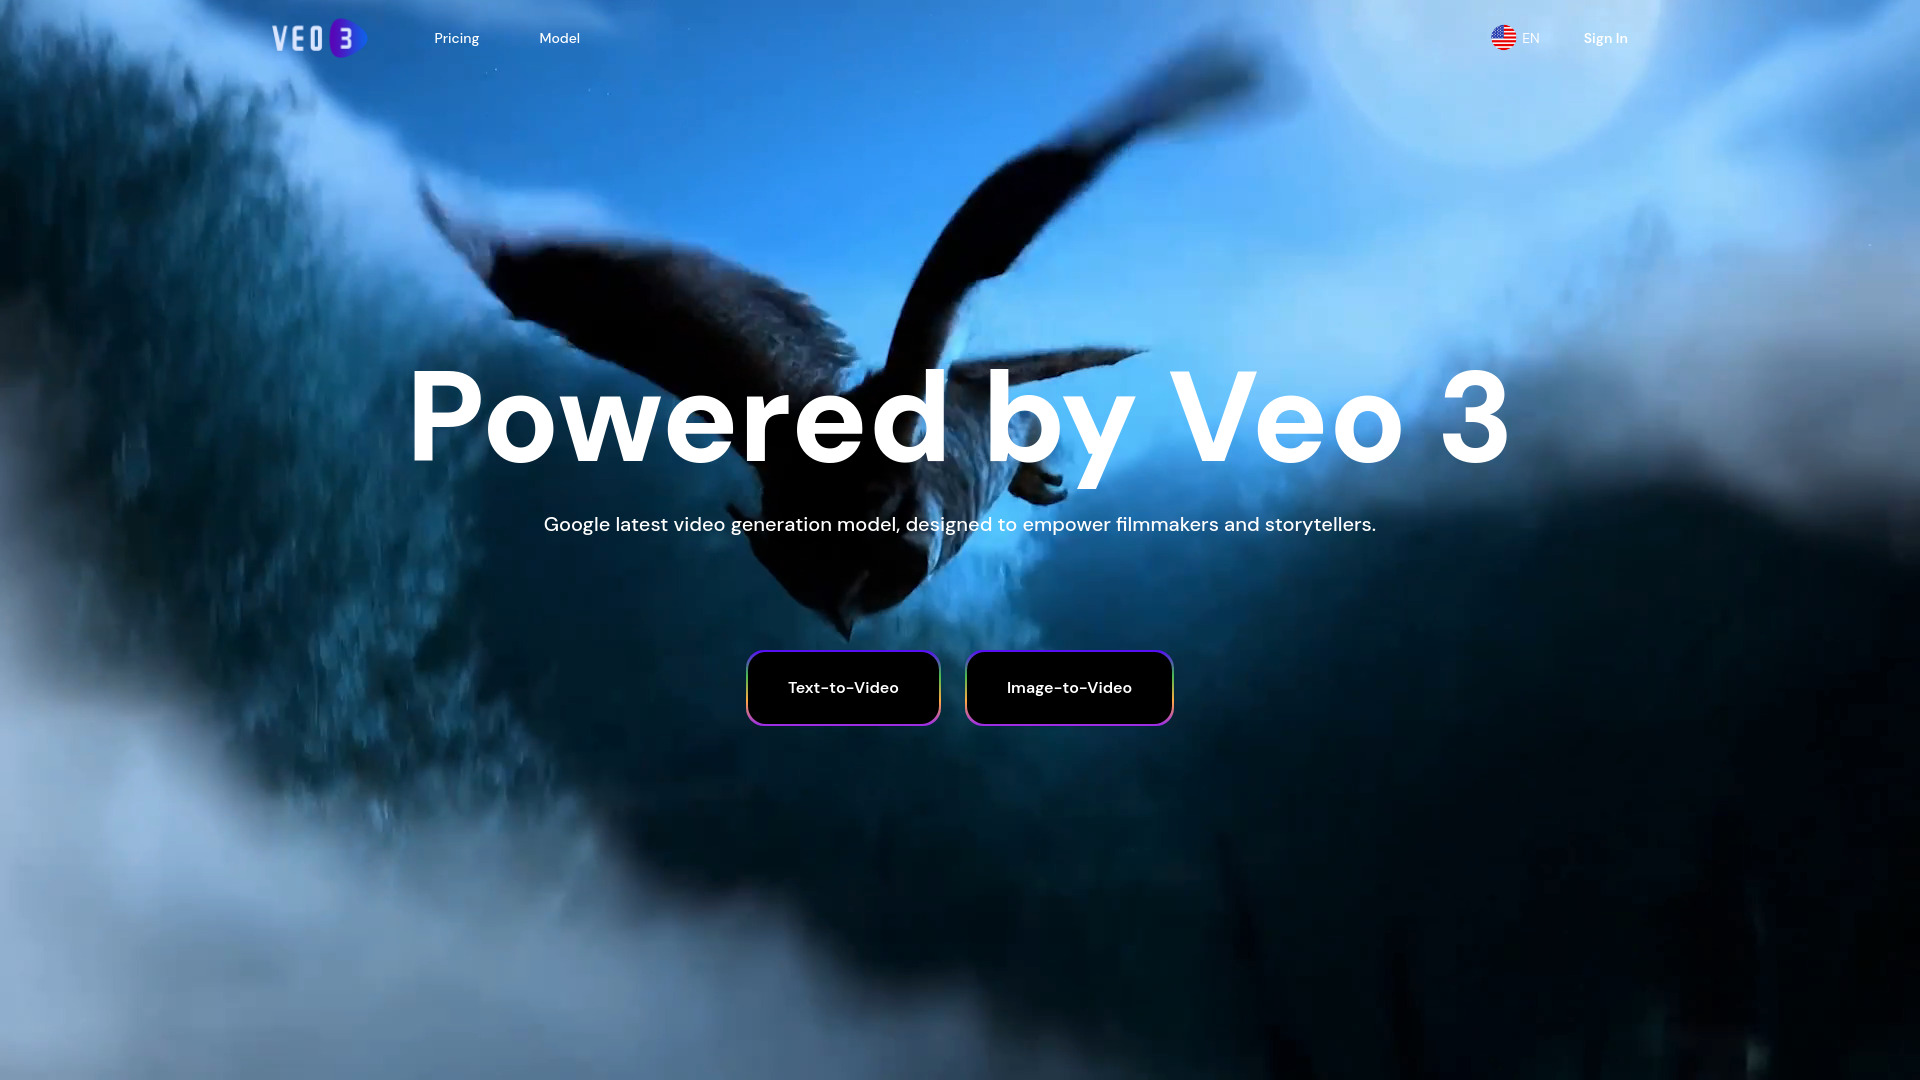 VEO 3
Pricing
Model
EN
Sign In
Powered by Veo 3
Google latest video generation model, designed to empower filmmakers and storytellers.
Text-to-Video
Image-to-Video